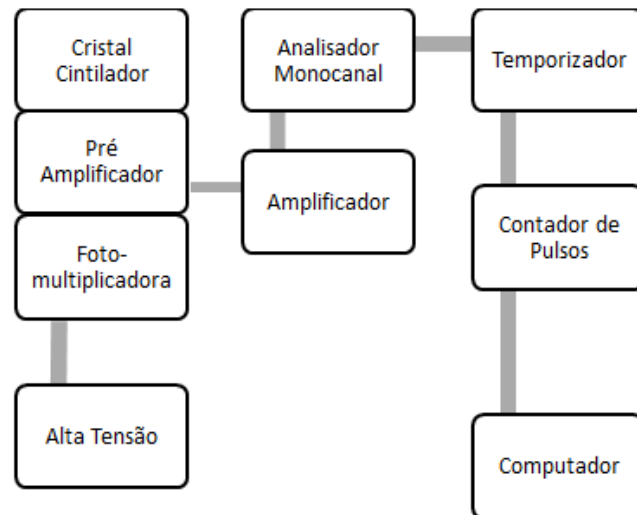 Cristal
Cintilador
Pré
Amplificador
Foto-
multiplicadora
Alta Tensão
Analisador
Monocanal
Amplificador
Temporizador
Contador de
Pulsos
Computador